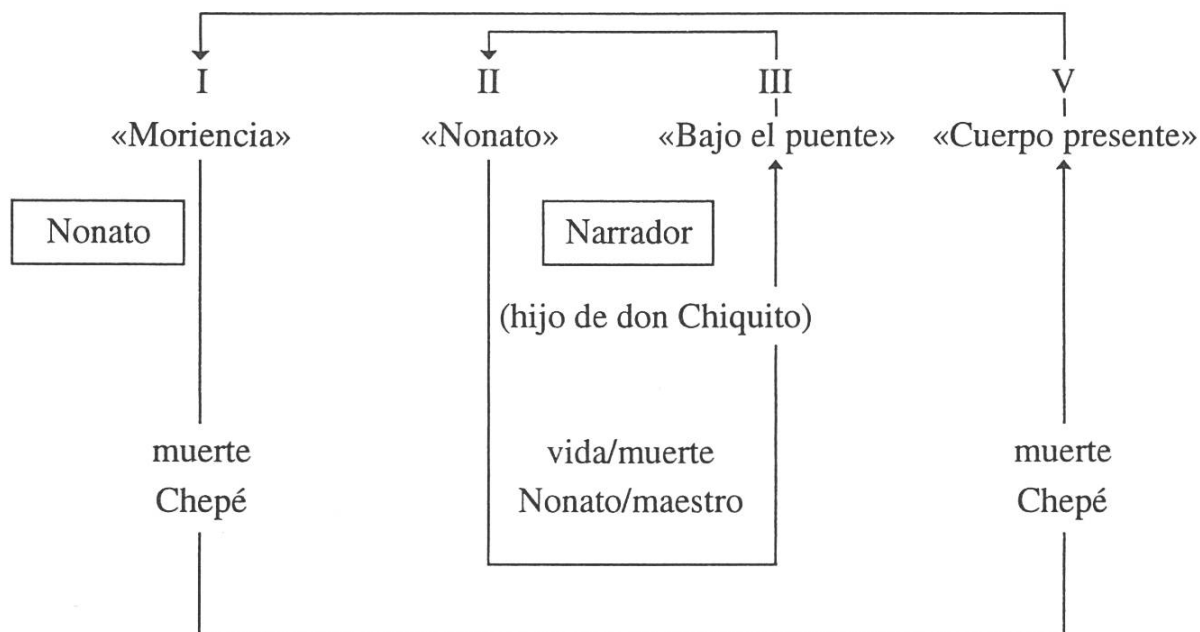 I II III V
«Moriencia» «Nonato» «Bajo el puente» «Cuerpo presente»
Nonato Narrador
(hijo de don Chiquito)
muerte vida/muerte muerte
Chepé Nonato/maestro Chepé